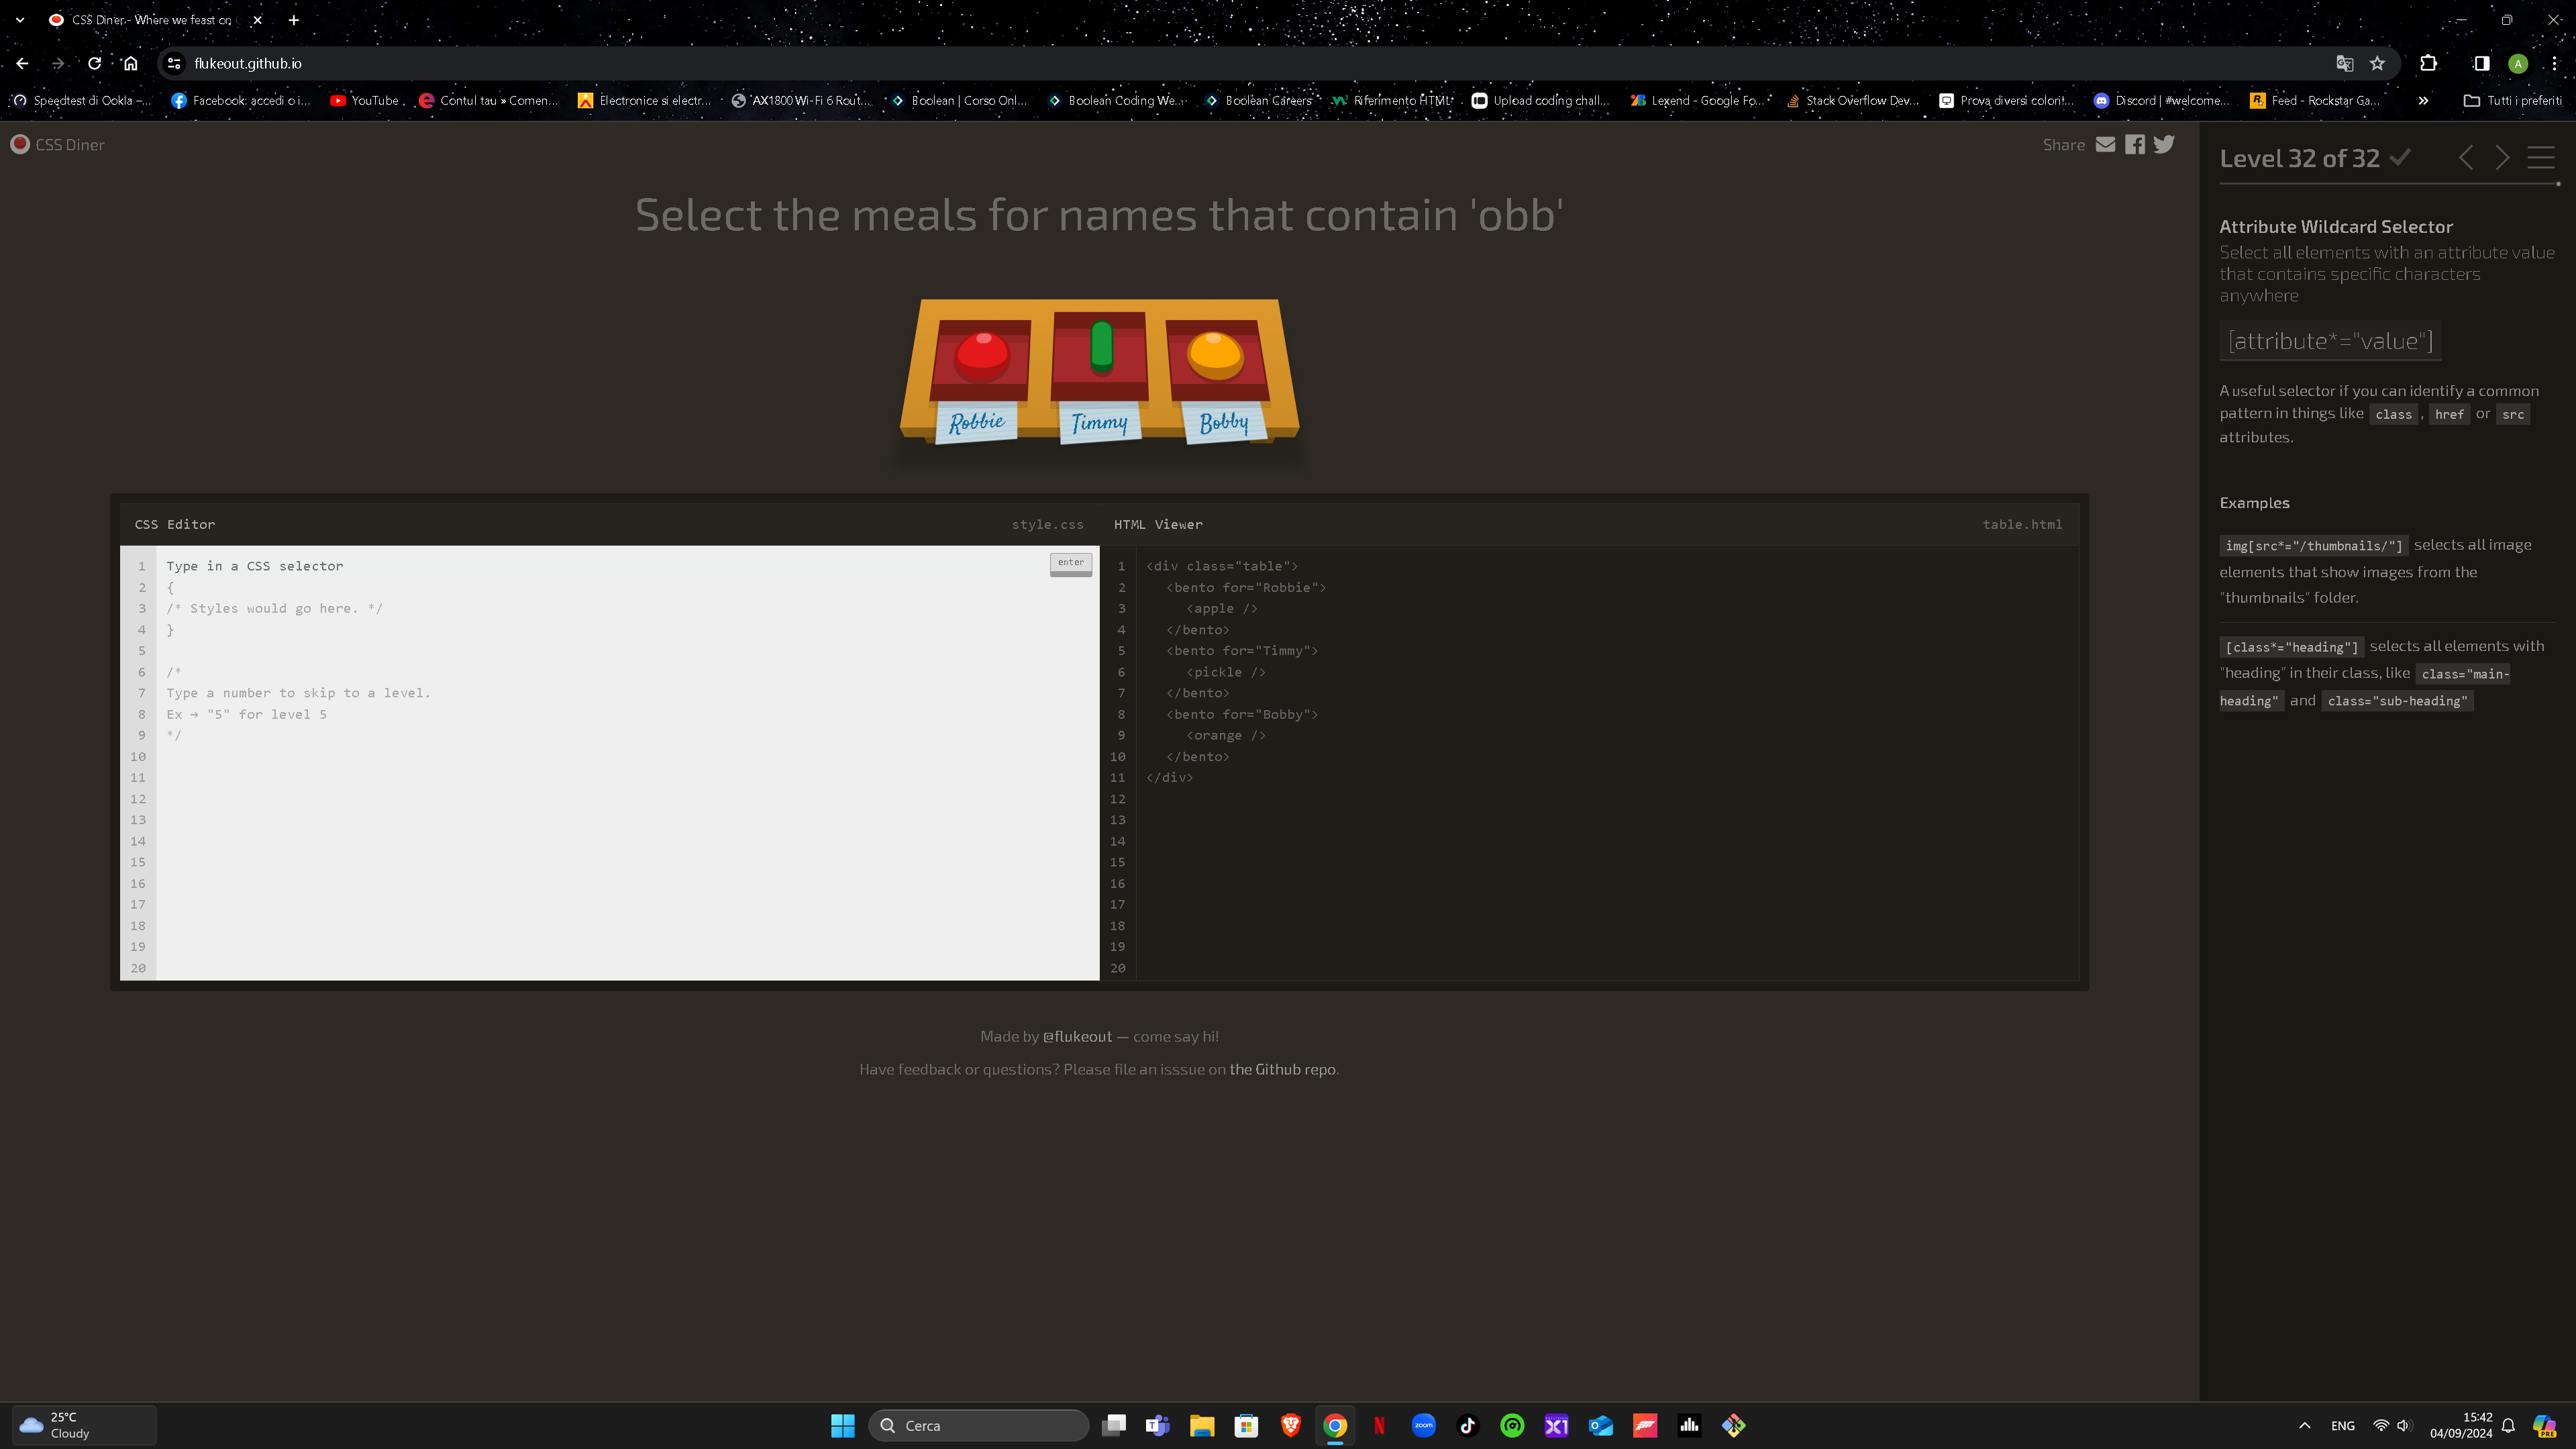 CSS Diner - Where we feast on
flukeout.github.io
A
Speedtest di Ookla –...
Facebook: accedi o i...
YouTube
Contul tau » Comen...
Electronice si electr...
AX1800 Wi-Fi 6 Rout...
Boolean | Corso Onl...
Boolean Coding We...
Boolean Careers
Riferimento HTML
Upload coding chall...
Lexend - Google Fo...
Stack Overflow Dev...
Prova diversi colori!...
Discord | #welcome...
Feed - Rockstar Ga...
Tutti i preferiti
CSS Diner
Share
Select the meals for names that contain 'obb'
Robbie
Timmy
Bobby
CSS Editor
style.css
1 Type in a CSS selector
enter
2 {
3 /* Styles would go here. */
4 }
5
6 /*
7 Type a number to skip to a level.
8 Ex → "5" for level 5
9 */
10
11
12
13
14
15
16
17
18
19
20
HTML Viewer
table.html
1 <div class="table">
2 <bento for="Robbie">
3 <apple />
4 </bento>
5 <bento for="Timmy">
6 <pickle />
7 </bento>
8 <bento for="Bobby">
9 <orange />
10 </bento>
11 </div>
12
13
14
15
16
17
18
19
20
Made by @flukeout — come say hi!
Have feedback or questions? Please file an isssue on the Github repo.
Level 32 of 32
Attribute Wildcard Selector
Select all elements with an attribute value
that contains specific characters
anywhere
[attribute*="value"]
A useful selector if you can identify a common
pattern in things like class , href or src
attributes.
Examples
img[src*="/thumbnails/"] selects all image
elements that show images from the
"thumbnails" folder.
[class*="heading"] selects all elements with
"heading" in their class, like class="main-
heading" and class="sub-heading"
25°C
Cloudy
Cerca
zoom
ENG
15:42
04/09/2024
PRE